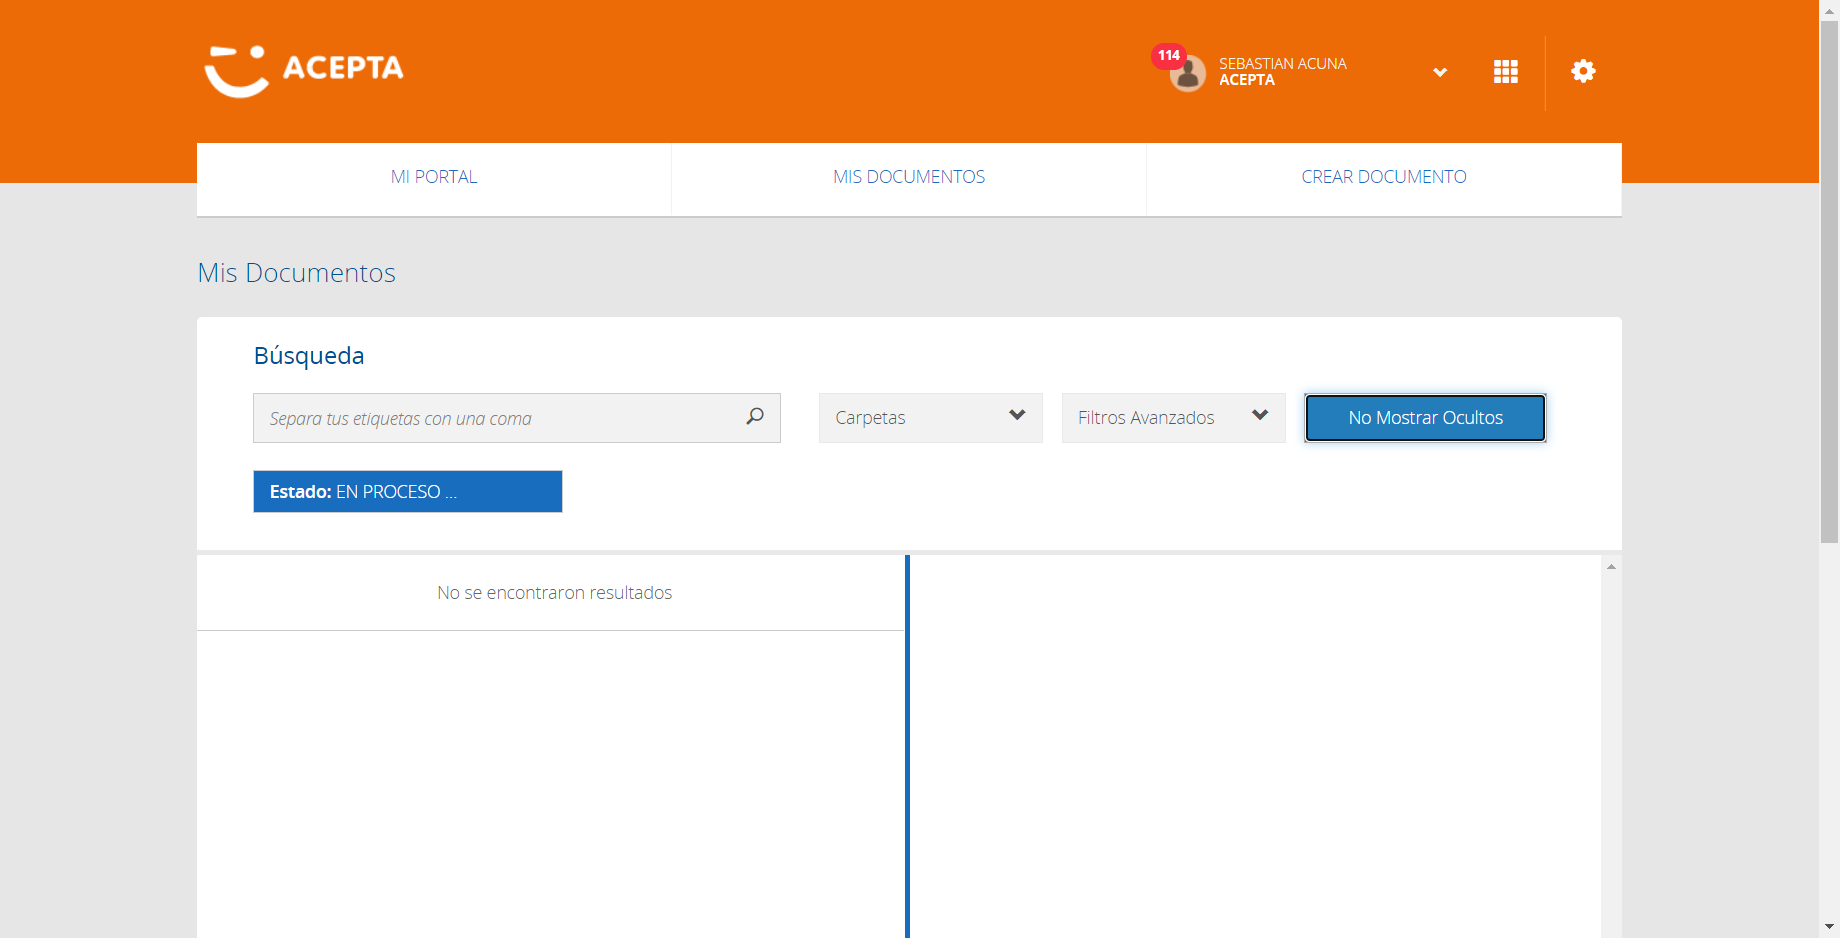 ACEPTA
114
SEBASTIAN ACUNA
ACEPTA
MI PORTAL
MIS DOCUMENTOS
CREAR DOCUMENTO
Mis Documentos
Búsqueda
Separa tus etiquetas con una coma
Carpetas
Filtros Avanzados
No Mostrar Ocultos
Estado: EN PROCESO ...
No se encontraron resultados